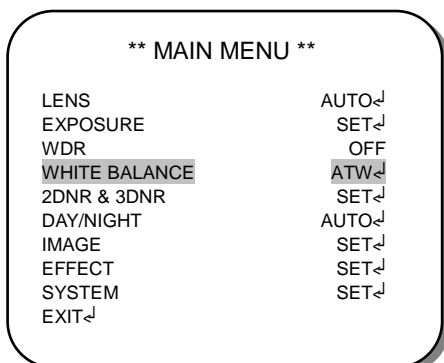 ** MAIN MENU **
LENS AUTO↵
EXPOSURE SET↵
WDR OFF
WHITE BALANCE ATW↵
2DNR & 3DNR SET↵
DAY/NIGHT AUTO↵
IMAGE SET↵
EFFECT SET↵
SYSTEM SET↵
EXIT↵